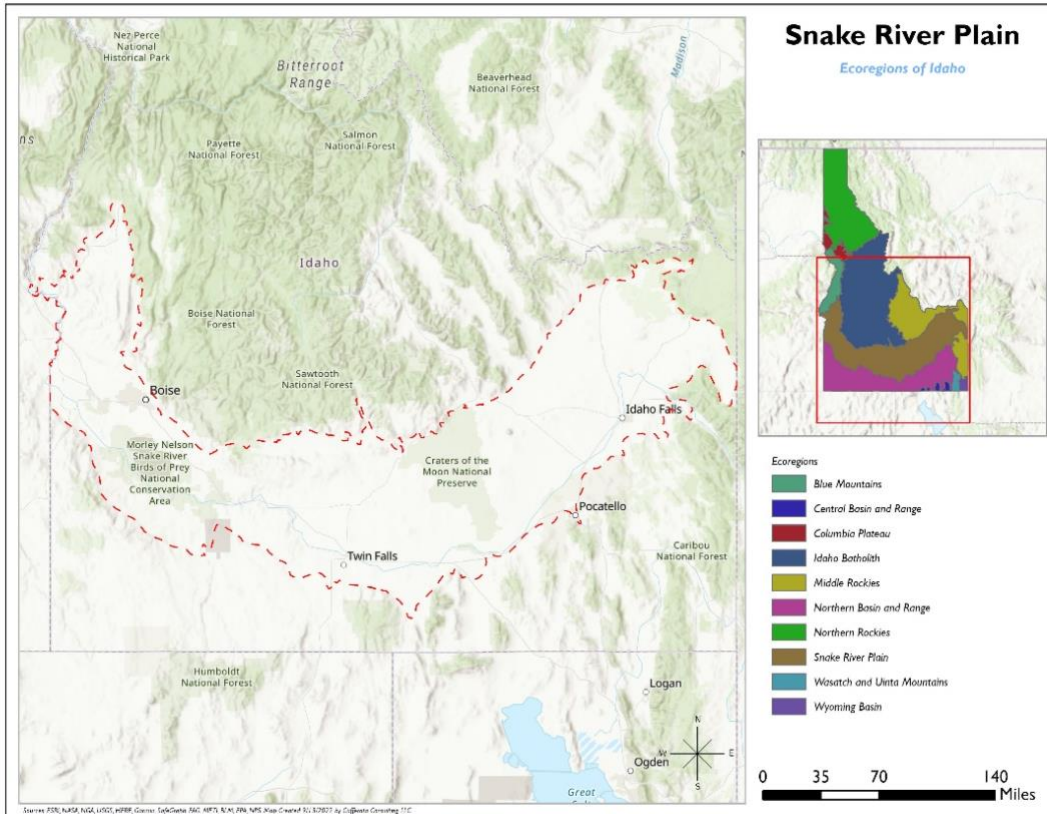 Snake River Plain
Ecoregions of Idaho
Nez Perce
National
Historical Park
Bitterroot
Range
Beaverhead
National Forest
Madison
ns
Payette
National Forest
Salmon
National Forest
Idaho
Boise National
Forest
Sawtooth
National Forest
Boise
Idaho Falls
Morley Nelson
Snake River
Birds of Prey
National
Conservation
Area
Craters of the
Moon National
Preserve
Pocatello
Twin Falls
Caribou
National Forest
Humboldt
National Forest
Logan
N
E
S
Ogden
Great
Ecoregions
Blue Mountains
Central Basin and Range
Columbia Plateau
Idaho Batholith
Middle Rockies
Northern Basin and Range
Northern Rockies
Snake River Plain
Wasatch and Uinta Mountains
Wyoming Basin
0 35 70 140
Miles